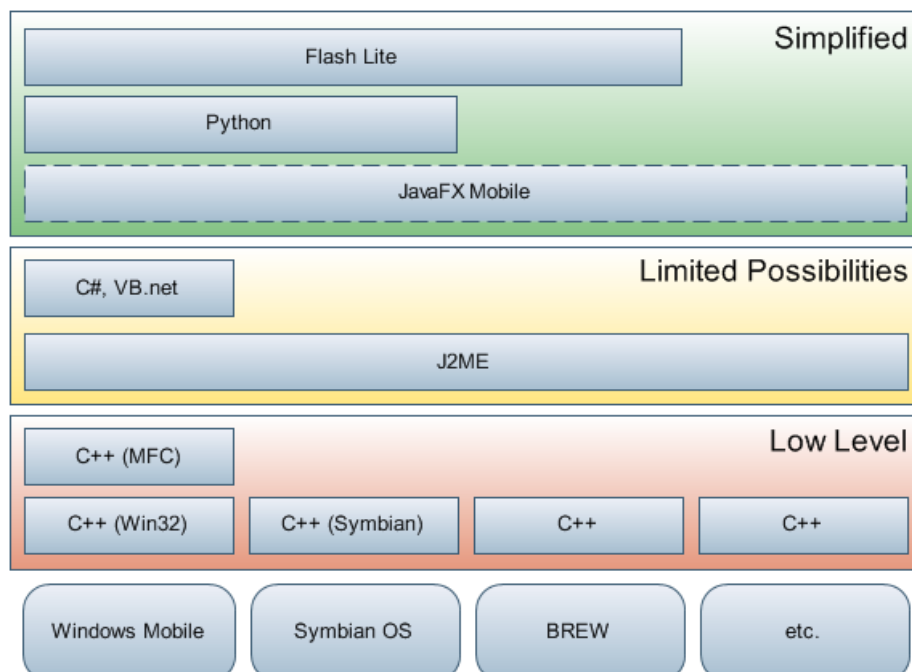 Simplified
Flash Lite
Python
JavaFX Mobile
Limited Possibilities
C#, VB.net
J2ME
Low Level
C++ (MFC)
C++ (Win32) C++ (Symbian) C++ C++
Windows Mobile Symbian OS BREW etc.